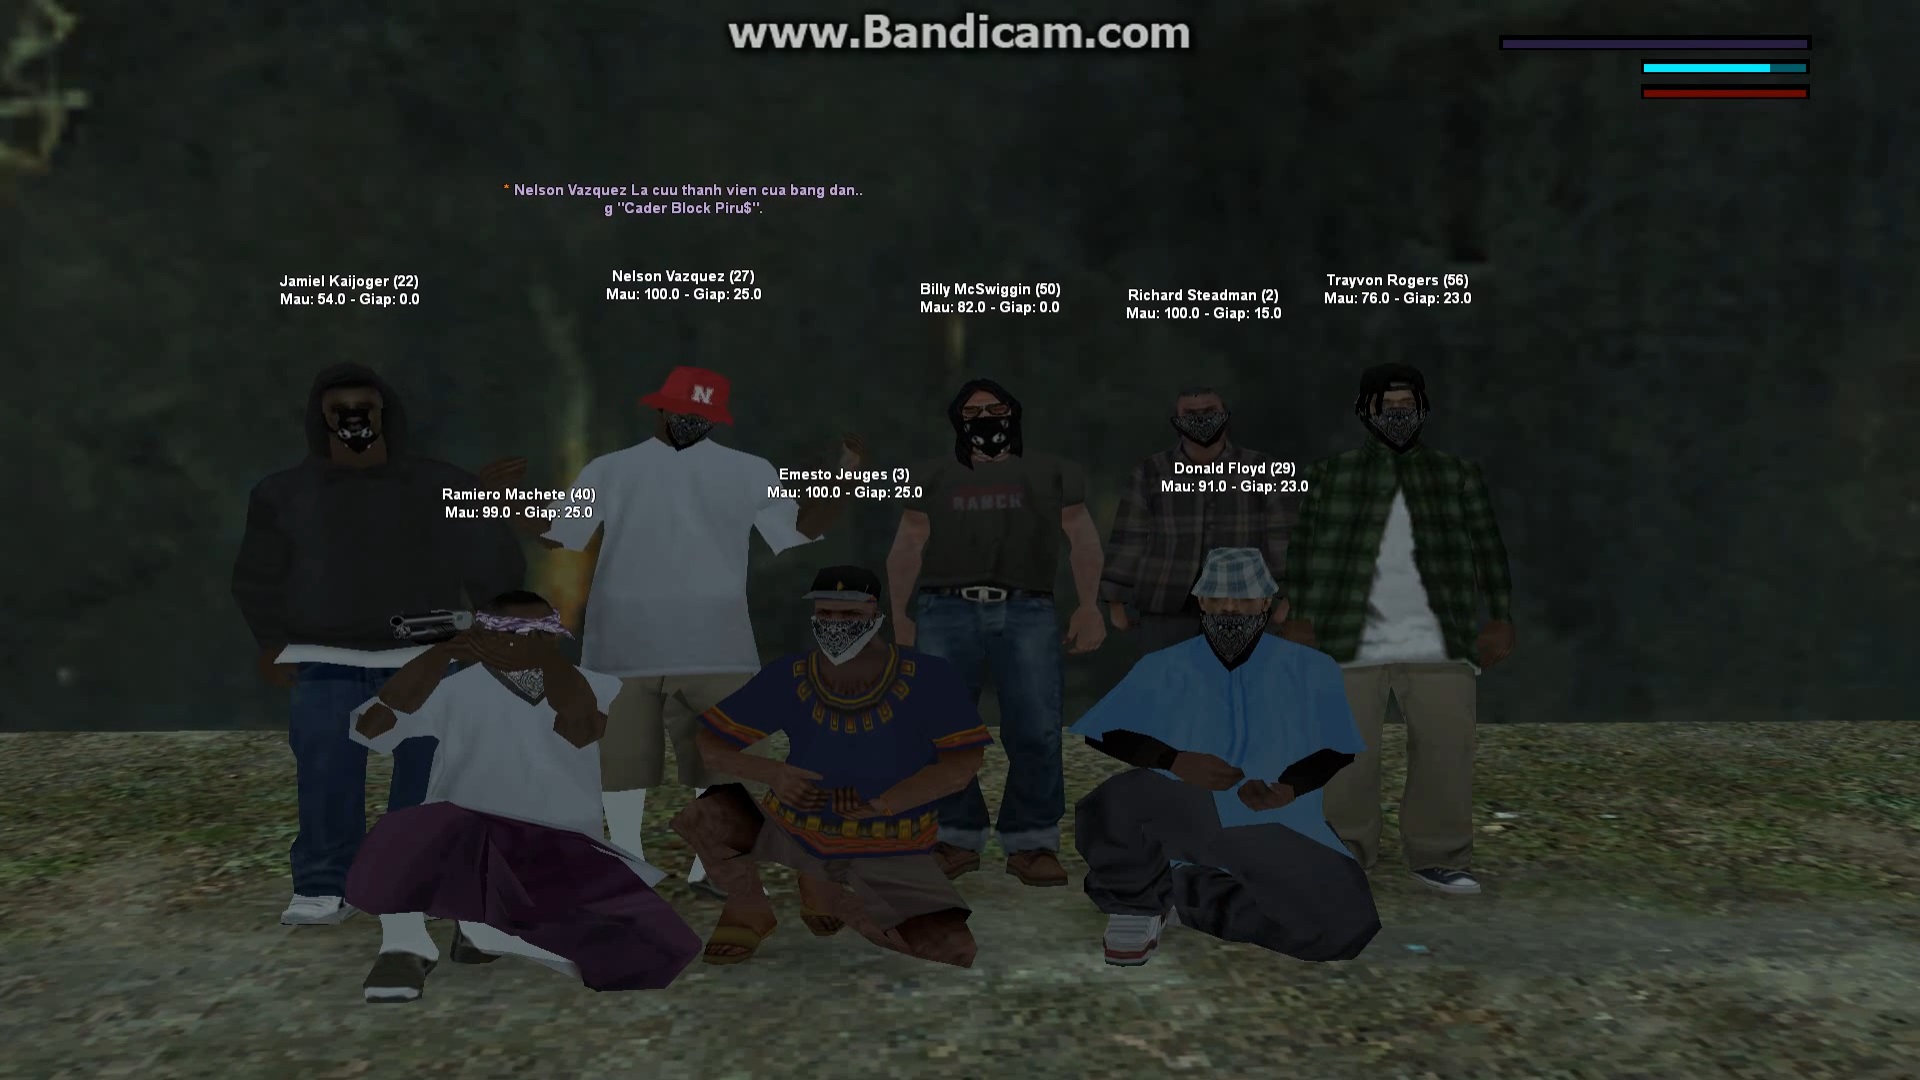 www.Bandicam.com
* Nelson Vazquez La cuu thanh vien cua bang dan..
g "Cader Block Piru$".
Jamiel Kaijoger (22)
Mau: 54.0 - Giap: 0.0
Nelson Vazquez (27)
Mau: 100.0 - Giap: 25.0
Billy McSwiggin (50)
Mau: 82.0 - Giap: 0.0
Richard Steadman (2)
Mau: 100.0 - Giap: 15.0
Trayvon Rogers (56)
Mau: 76.0 - Giap: 23.0
N
Ramiero Machete (40)
Mau: 99.0 - Giap: 25.0
Emesto Jeuges (3)
Mau: 100.0 - Giap: 25.0
RANCH
Donald Floyd (29)
Mau: 91.0 - Giap: 23.0